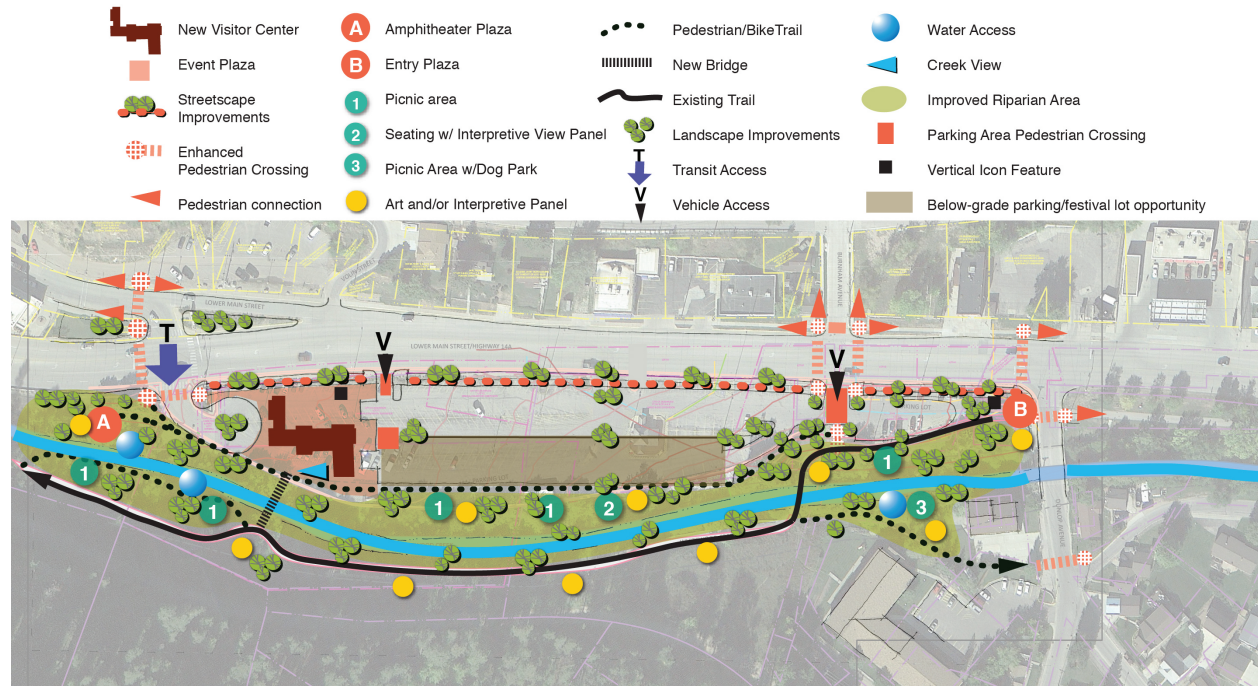 New Visitor Center
Event Plaza
Streetscape
Improvements
Enhanced
Pedestrian Crossing
Pedestrian connection
A
Amphitheater Plaza
B
Entry Plaza
1
Picnic area
2
Seating w/ Interpretive View Panel
3
Picnic Area w/Dog Park
Art and/or Interpretive Panel
Pedestrian/BikeTrail
New Bridge
Existing Trail
Landscape Improvements
T
Transit Access
V
Vehicle Access
Water Access
Creek View
Improved Riparian Area
Parking Area Pedestrian Crossing
Vertical Icon Feature
Below-grade parking/festival lot opportunity
LOWER MAIN STREET
T
V
LOWER MAIN STREET/HIGHWAY 14A
V
A
B
1
1
1
1
2
1
3